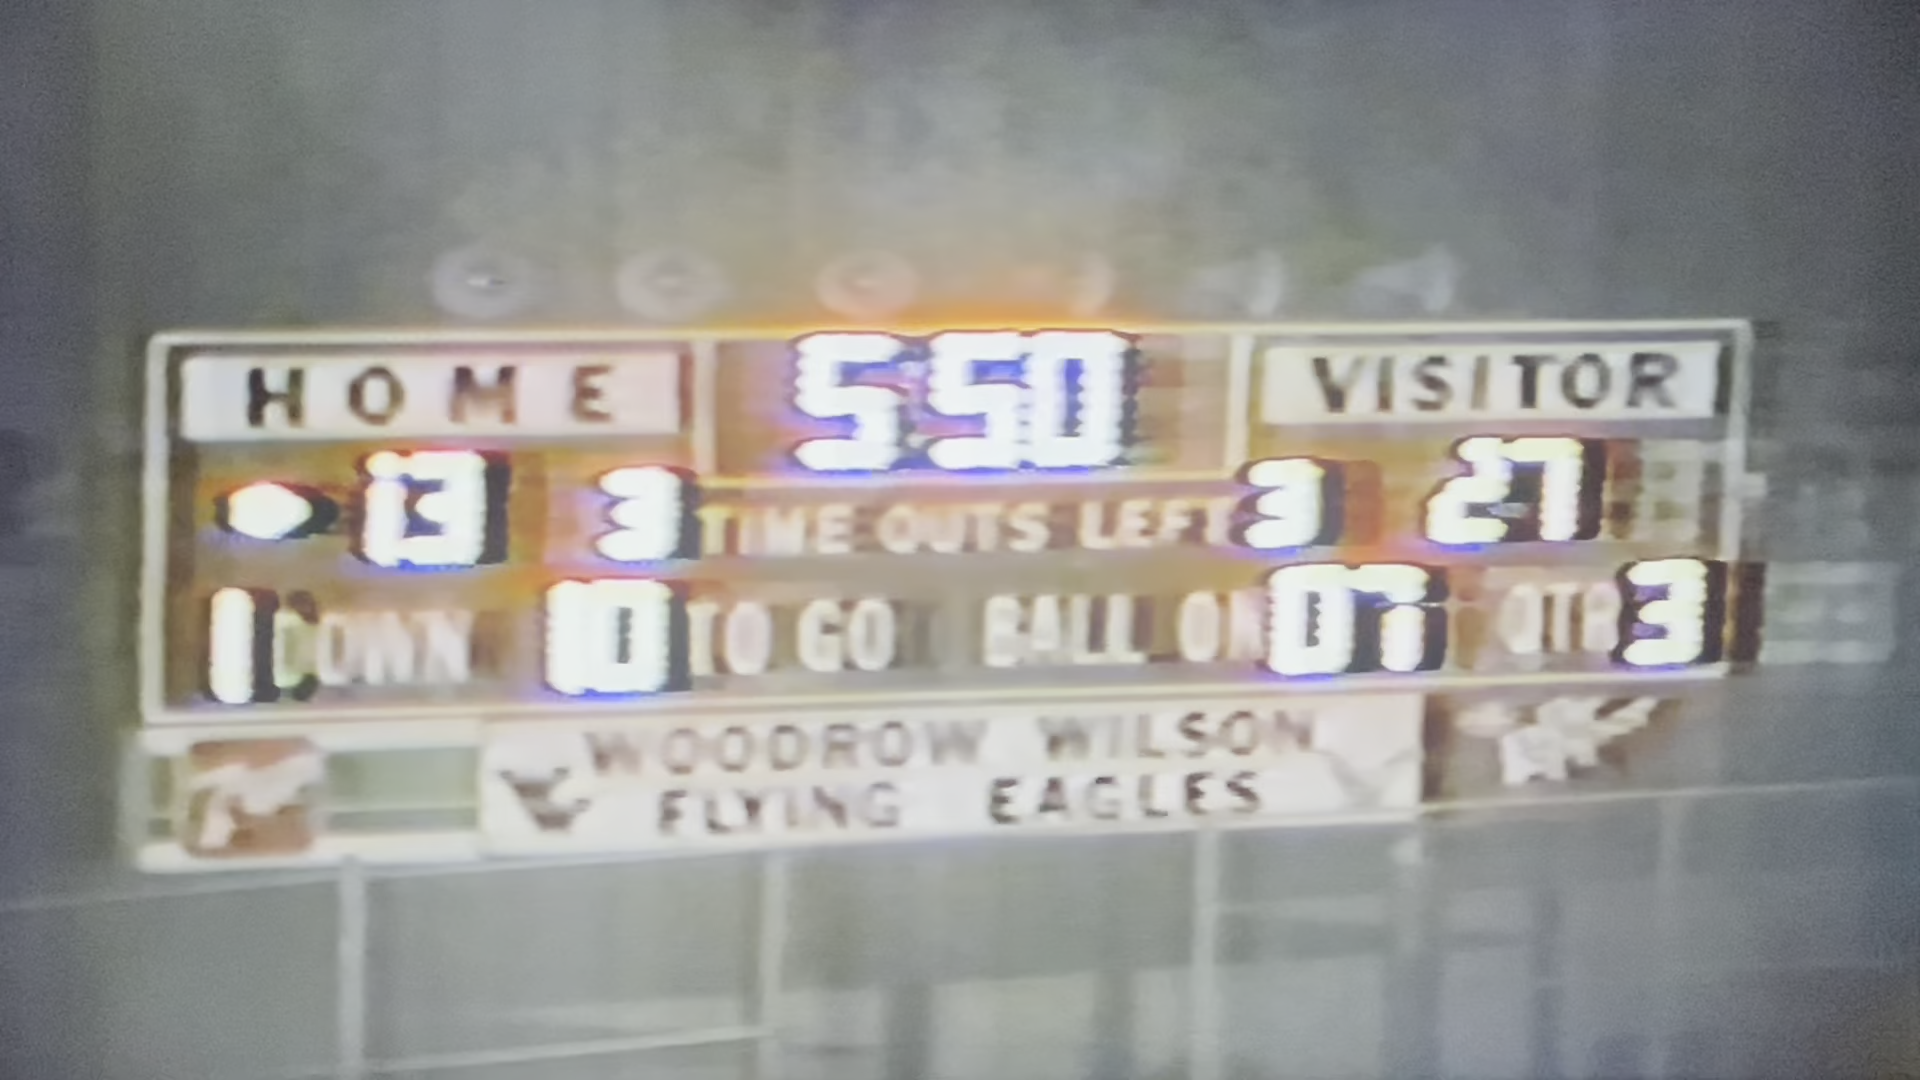 HOME 5 50 VISITOR
13 3 TIME OUTS LEFT 3 27
1 DOWN 10 TO GO BALL ON 07 QTR 3
WOODROW WILSON
FLYING EAGLES